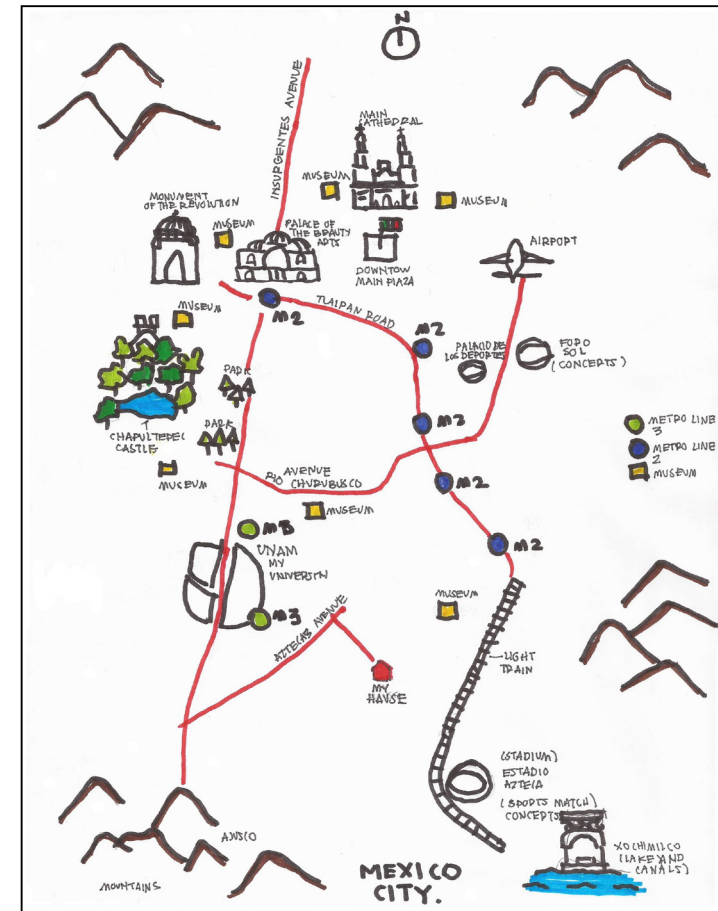 N
INSURGENTES AVENUE
MAIN
CATHEDRAL
MUSEUM
MUSEUM
MONUMENT
OF THE REVOLUTION
MUSEUM
PALACE OF
THE BEAUTY
ARTS
DOWNTOW
MAIN PLAZA
AIRPORT
MUSEUM
M2
TLALPAN ROAD
M2
PALACIO DE
LOS DEPORTES
FORO
SOL
(CONCERTS)
PARK
PARK
CHAPULTEPEC
CASTLE
M2
METRO LINE
3
METRO LINE
2
MUSEUM
MUSEUM
RIO
AVENUE
CHURUBUSCO
M2
MUSEUM
M3
UNAM
MY
UNIVERSITY
M2
M3
AZTECAS AVENUE
MUSEUM
LIGHT
TRAIN
MY
HAUSE
(STADIUM)
ESTADIO
AZTECA
(SPORTS MATCH)
CONCERTS
AJUSCO
MOUNTAINS
XOCHIMILCO
(LAKE AND
CANALS)
MEXICO
CITY.